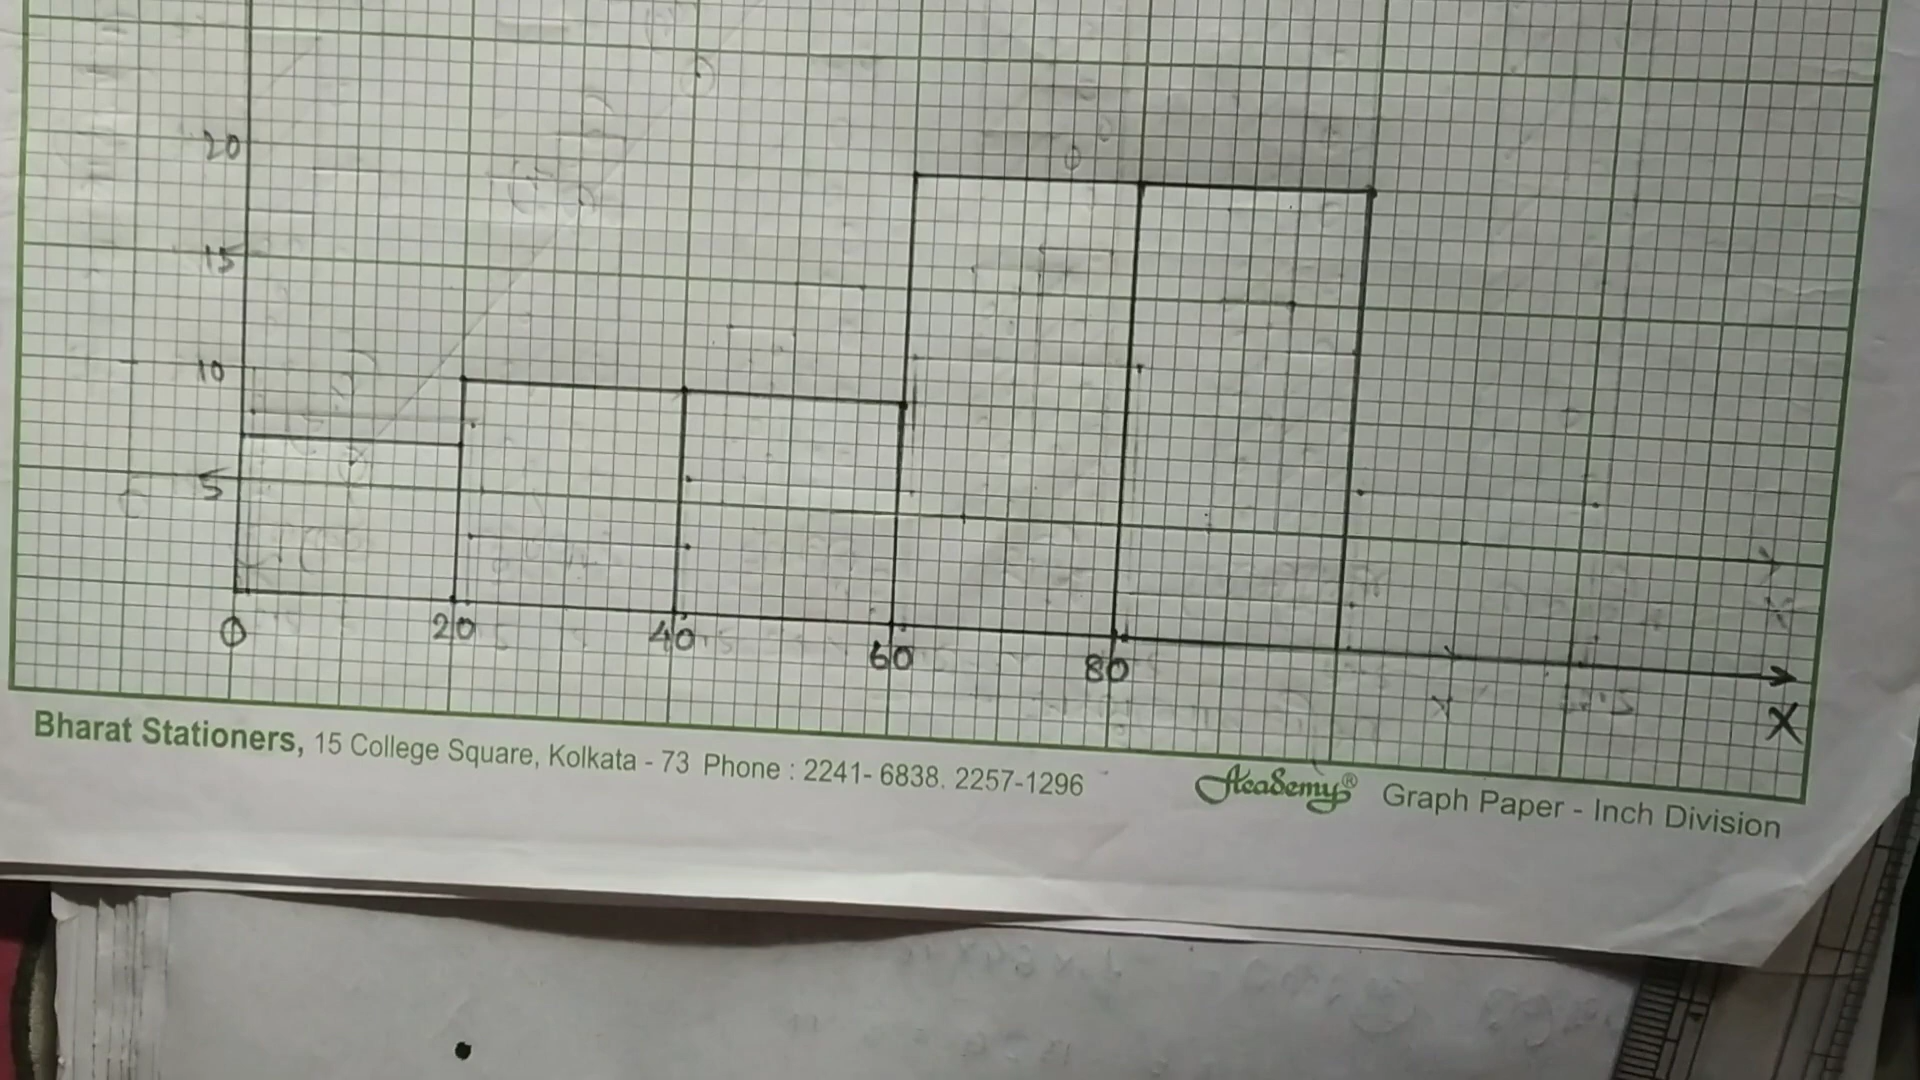 20
15
10
5
0 20 40 60 80
X
Bharat Stationers, 15 College Square, Kolkata - 73 Phone : 2241- 6838. 2257-1296
Academy® Graph Paper - Inch Division